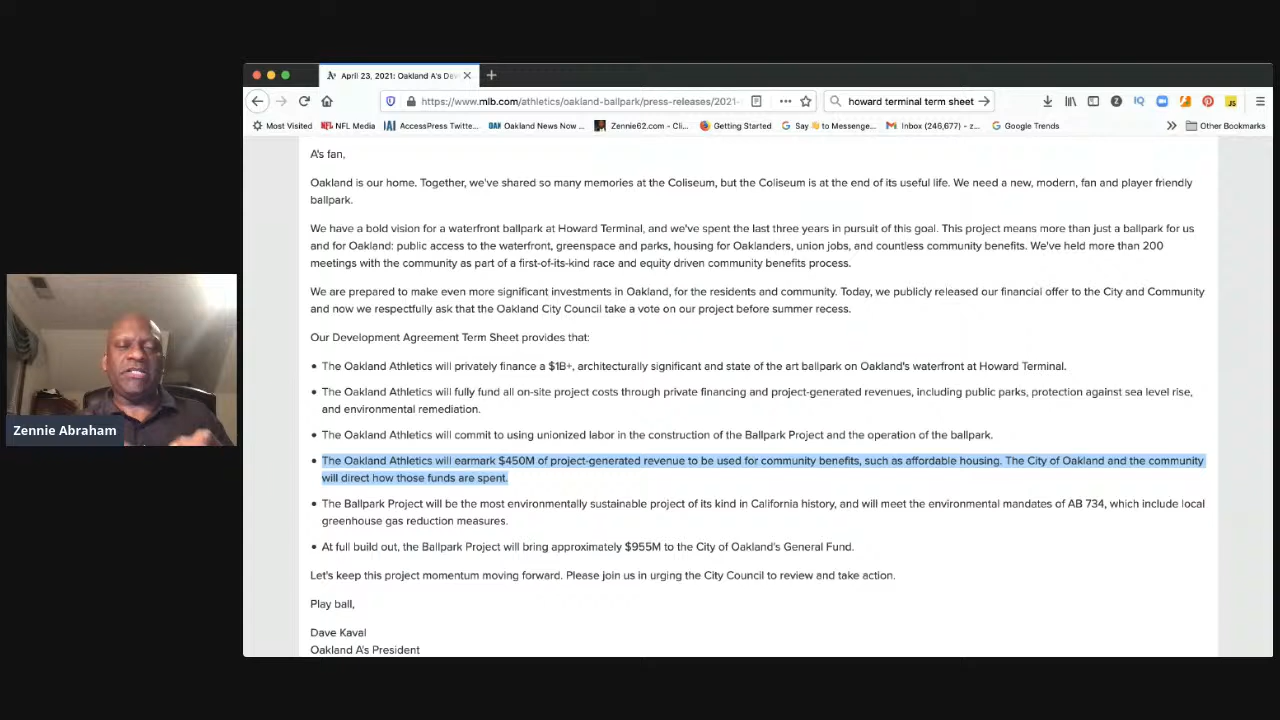 April 23, 2021: Oakland A's Dev
https://www.mlb.com/athletics/oakland-ballpark/press-releases/2021-
howard terminal term sheet
Most Visited
NFL Media
AccessPress Twitte...
Oakland News Now ...
Zennie62.com - Cli...
Getting Started
Say 👋 to Messenge...
Inbox (246,677) - z...
Google Trends
Other Bookmarks
A's fan,
Oakland is our home. Together, we've shared so many memories at the Coliseum, but the Coliseum is at the end of its useful life. We need a new, modern, fan and player friendly
ballpark.
We have a bold vision for a waterfront ballpark at Howard Terminal, and we've spent the last three years in pursuit of this goal. This project means more than just a ballpark for us
and for Oakland: public access to the waterfront, greenspace and parks, housing for Oaklanders, union jobs, and countless community benefits. We've held more than 200
meetings with the community as part of a first-of-its-kind race and equity driven community benefits process.
We are prepared to make even more significant investments in Oakland, for the residents and community. Today, we publicly released our financial offer to the City and Community
and now we respectfully ask that the Oakland City Council take a vote on our project before summer recess.
Our Development Agreement Term Sheet provides that:
• The Oakland Athletics will privately finance a $1B+, architecturally significant and state of the art ballpark on Oakland's waterfront at Howard Terminal.
• The Oakland Athletics will fully fund all on-site project costs through private financing and project-generated revenues, including public parks, protection against sea level rise,
and environmental remediation.
• The Oakland Athletics will commit to using unionized labor in the construction of the Ballpark Project and the operation of the ballpark.
• The Oakland Athletics will earmark $450M of project-generated revenue to be used for community benefits, such as affordable housing. The City of Oakland and the community
will direct how those funds are spent.
• The Ballpark Project will be the most environmentally sustainable project of its kind in California history, and will meet the environmental mandates of AB 734, which include local
greenhouse gas reduction measures.
• At full build out, the Ballpark Project will bring approximately $955M to the City of Oakland's General Fund.
Let's keep this project momentum moving forward. Please join us in urging the City Council to review and take action.
Play ball,
Dave Kaval
Oakland A's President
Zennie Abraham